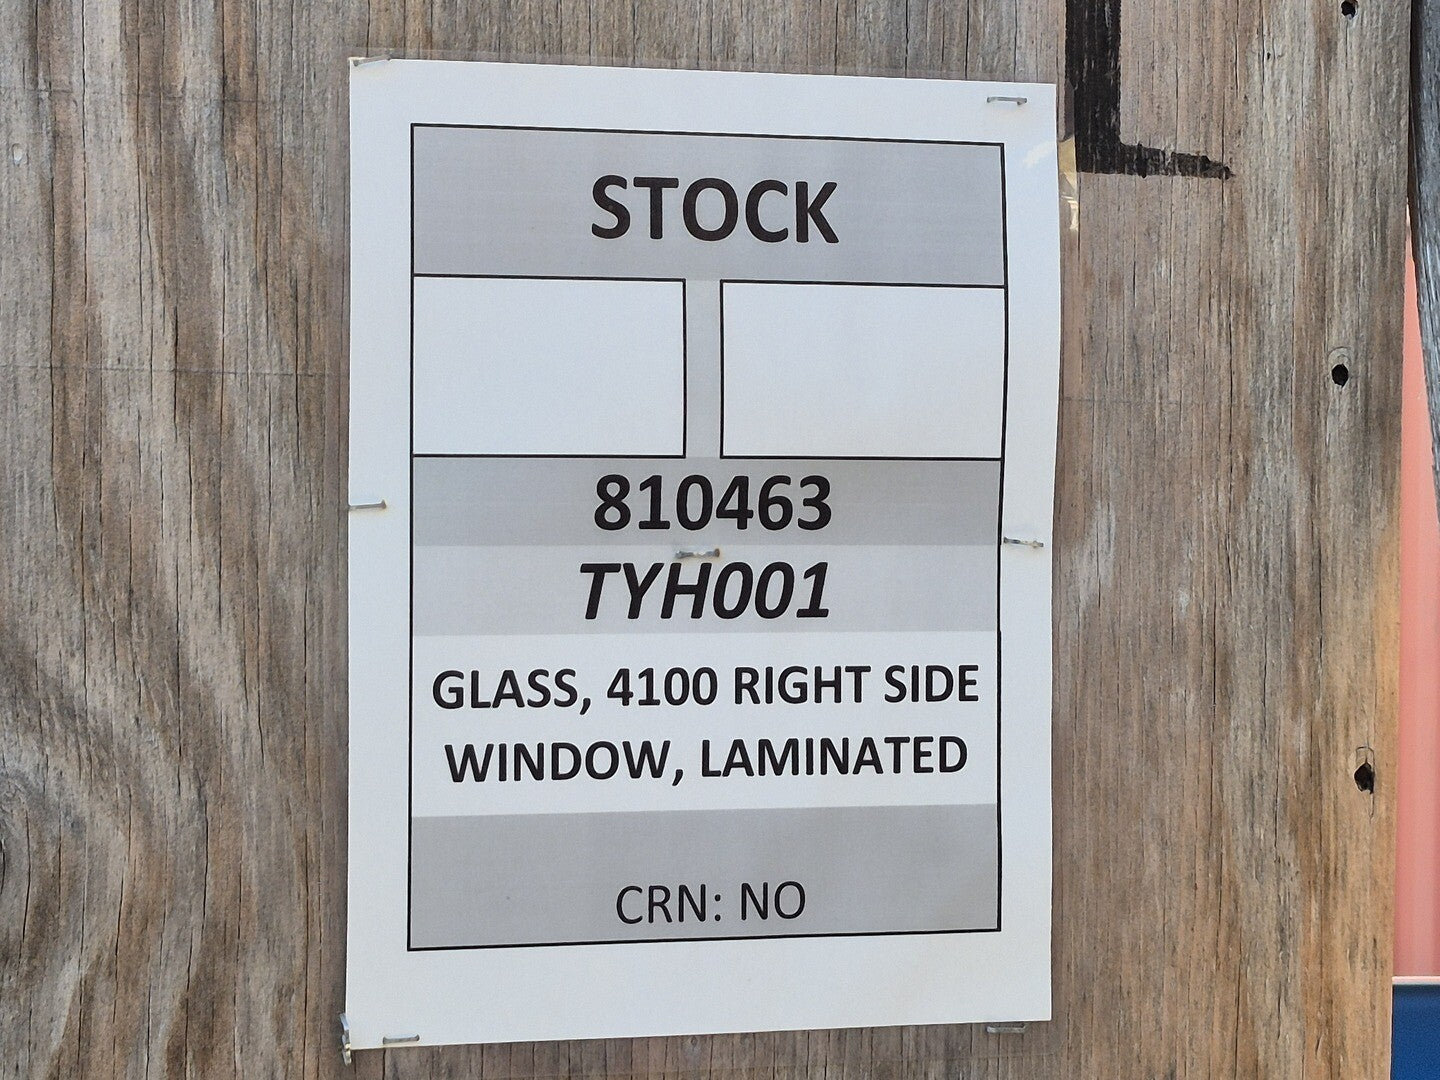 STOCK
810463
TYH001
GLASS, 4100 RIGHT SIDE
WINDOW, LAMINATED
CRN: NO
L